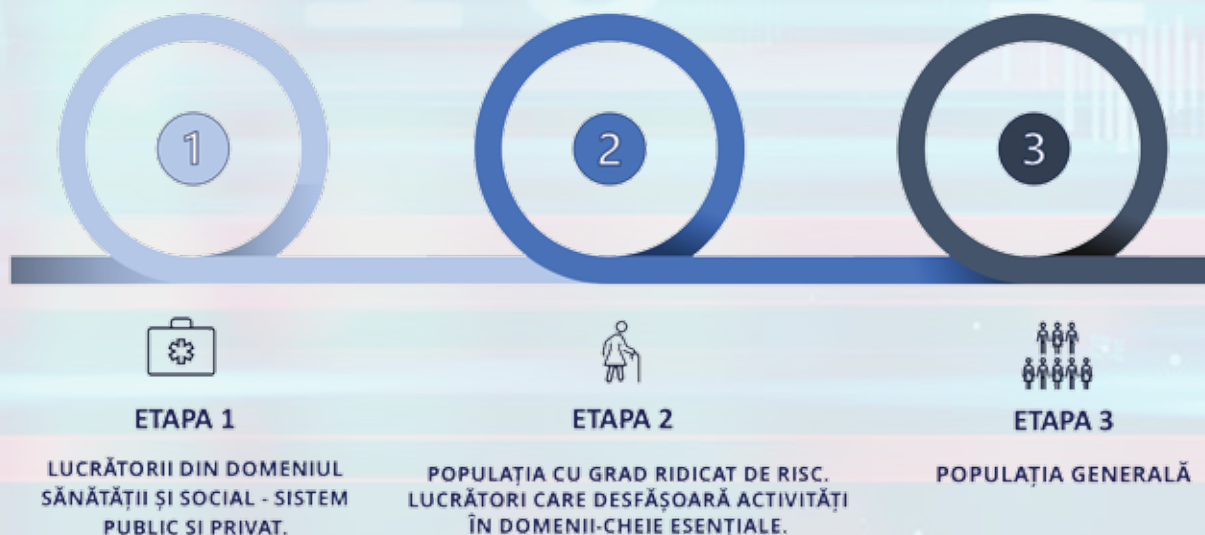 1
2
3
ETAPA 1
LUCRĂTORII DIN DOMENIUL
SĂNĂTĂȚII ȘI SOCIAL - SISTEM
PUBLIC SI PRIVAT.
ETAPA 2
POPULAȚIA CU GRAD RIDICAT DE RISC.
LUCRĂTORI CARE DESFĂȘOARĂ ACTIVITĂȚI
ÎN DOMENII-CHEIE ESENȚIALE.
ETAPA 3
POPULAȚIA GENERALĂ